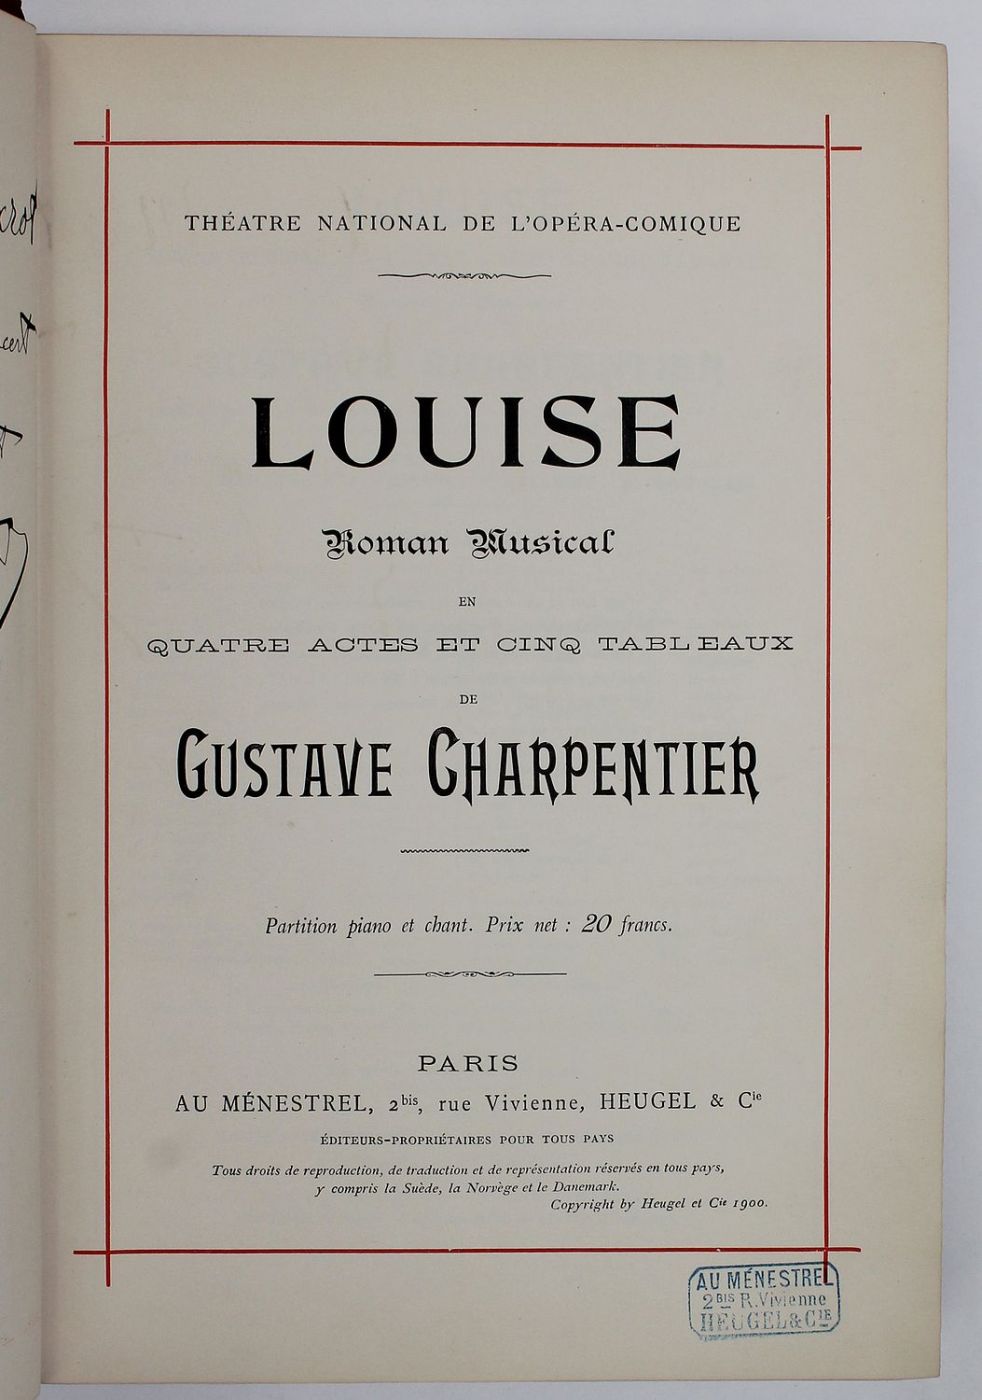 THÉATRE NATIONAL DE L'OPÉRA-COMIQUE
LOUISE
Roman Musical
EN
QUATRE ACTES ET CINQ TABLEAUX
DE
GUSTAVE CHARPENTIER
Partition piano et chant. Prix net : 20 francs.
PARIS
AU MÉNESTREL, 2bis, rue Vivienne, HEUGEL & Cie
ÉDITEURS-PROPRIÉTAIRES POUR TOUS PAYS
Tous droits de reproduction, de traduction et de représentation réservés en tous pays,
y compris la Suède, la Norvège et le Danemark.
Copyright by Heugel et Cie 1900.
AU MÉNESTREL
2BIS R. Vivienne
HEUGEL & CIE